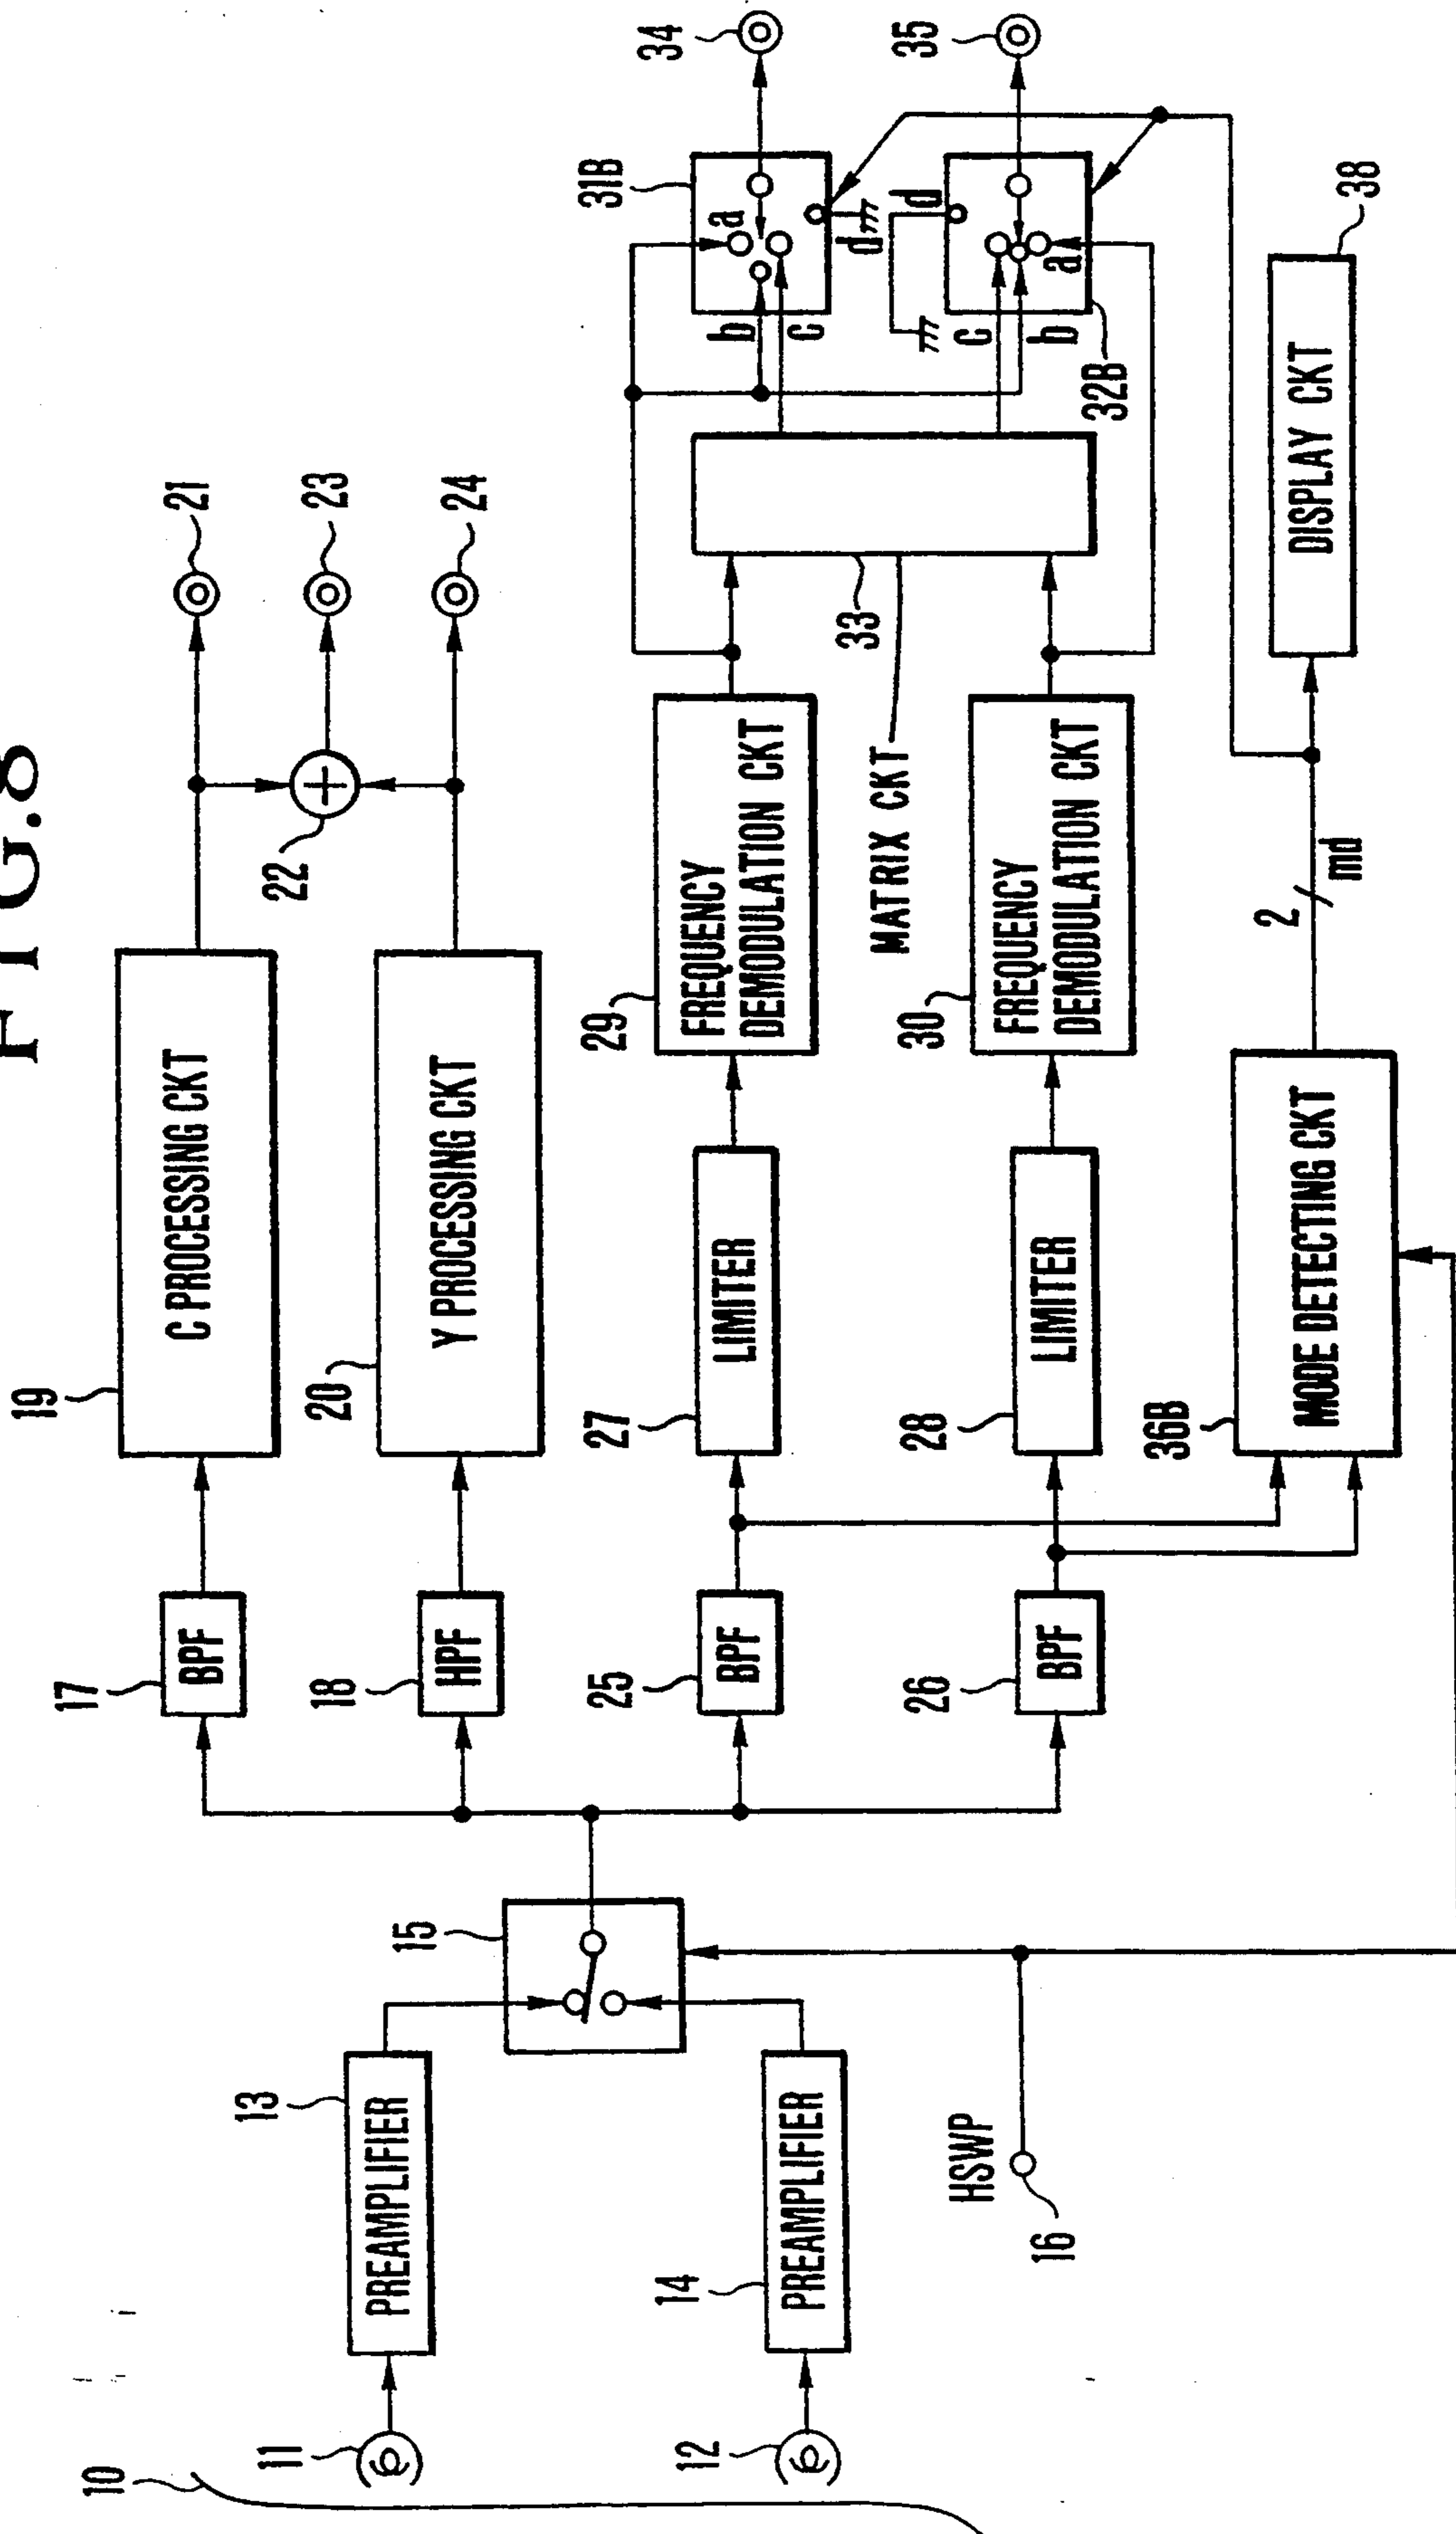 FIG.8
19
C PROCESSING CKT
17
BPF
21
20
Y PROCESSING CKT
18
HPF
22
23
24
10
11
13
PREAMPLIFIER
15
12
14
PREAMPLIFIER
HSWP
16
25
BPF
27
LIMITER
29
FREQUENCY
DEMODULATION CKT
26
BPF
28
LIMITER
30
FREQUENCY
DEMODULATION CKT
MATRIX CKT
33
31B
a
b
c
d
34
32B
d
c
b
a
35
36B
MODE DETECTING CKT
2
md
DISPLAY CKT
38